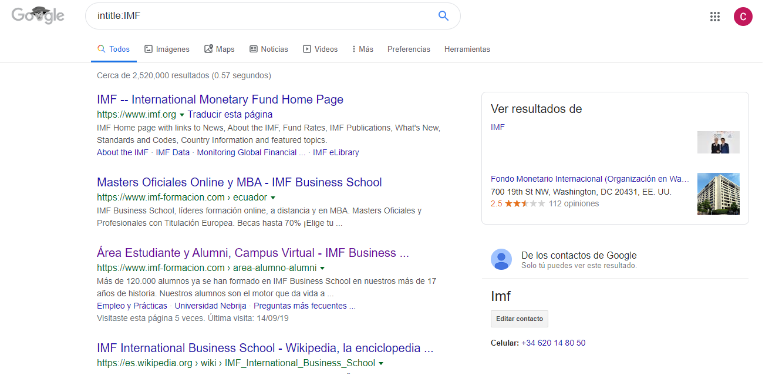 Google
intitle:IMF
C
Todos Imágenes Maps Noticias Vídeos Más Preferencias Herramientas
Cerca de 2,520,000 resultados (0.57 segundos)
IMF -- International Monetary Fund Home Page
https://www.imf.org Traducir esta página
IMF Home page with links to News, About the IMF, Fund Rates, IMF Publications, What's New,
Standards and Codes, Country Information and featured topics.
About the IMF · IMF Data · Monitoring Global Financial ... · IMF eLibrary
Masters Oficiales Online y MBA - IMF Business School
https://www.imf-formacion.com › ecuador
IMF Business School, líderes formación online, a distancia y en MBA. Masters Oficiales y
Profesionales con Titulación Europea. Becas hasta 70% ¡Elige tu ...
Área Estudiante y Alumni, Campus Virtual - IMF Business ...
https://www.imf-formacion.com › area-alumno-alumni
Más de 120.000 alumnos ya se han formado en IMF Business School en nuestros más de 17
años de historia. Nuestros alumnos son el motor que da vida a ...
Empleo y Prácticas · Universidad Nebrija · Preguntas más fecuentes ...
Visitaste esta página 5 veces. Última visita: 14/09/19
IMF International Business School - Wikipedia, la enciclopedia ...
https://es.wikipedia.org › wiki › IMF_International_Business_School
Ver resultados de
IMF
Fondo Monetario Internacional (Organización en Wa...
700 19th St NW, Washington, DC 20431, EE. UU.
2,5 112 opiniones
De los contactos de Google
Solo tú puedes ver este resultado.
Imf
Editar contacto
Celular: +34 620 14 80 50